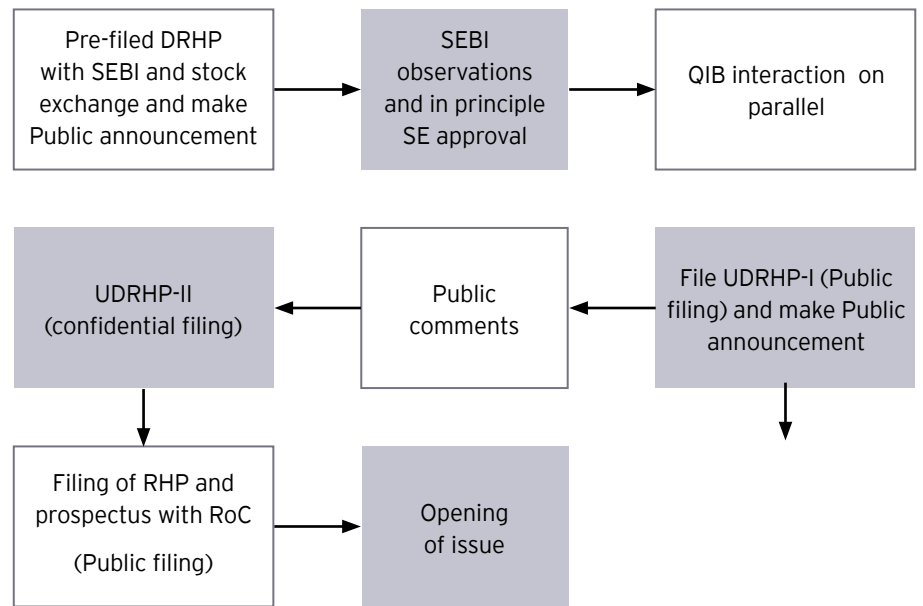 Pre-filed DRHP
with SEBI and stock
exchange and make
Public announcement
SEBI
observations
and in principle
SE approval
QIB interaction on
parallel
UDRHP-II
(confidential filing)
Public
comments
File UDRHP-I (Public
filing) and make Public
announcement
Filing of RHP and
prospectus with RoC
(Public filing)
Opening
of issue